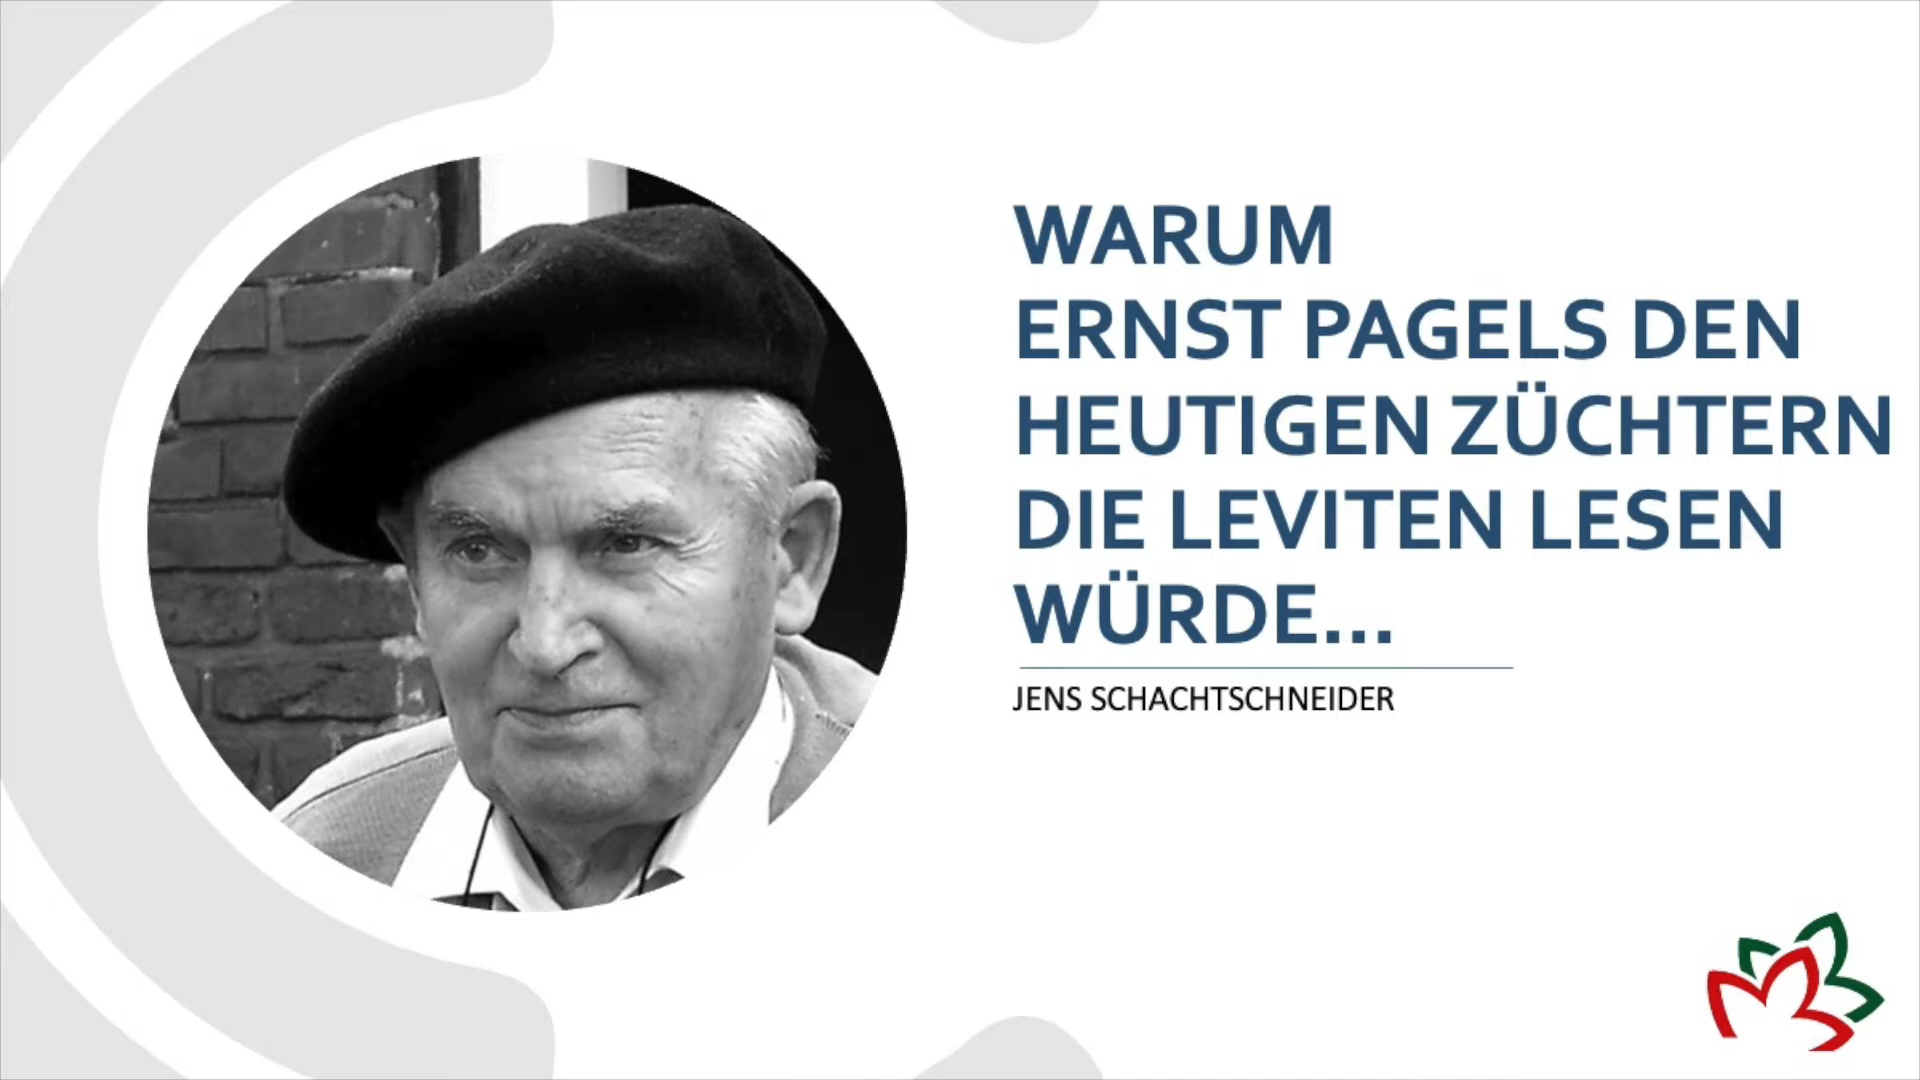 WARUM
ERNST PAGELS DEN
HEUTIGEN ZÜCHTERN
DIE LEVITEN LESEN
WÜRDE...
JENS SCHACHTSCHNEIDER